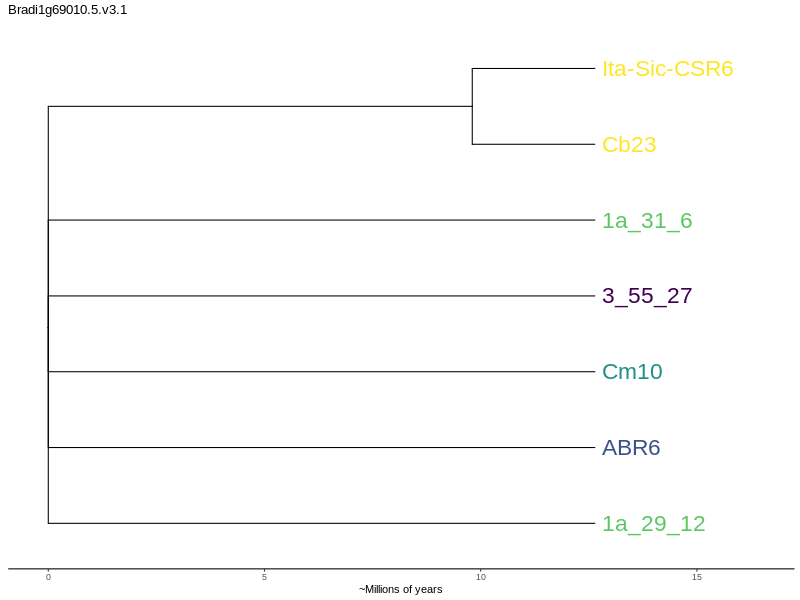 Bradi1g69010.5.v3.1
Ita-Sic-CSR6
Cb23
1a_31_6
3_55_27
Cm10
ABR6
1a_29_12
0 5 10 15
~Millions of years